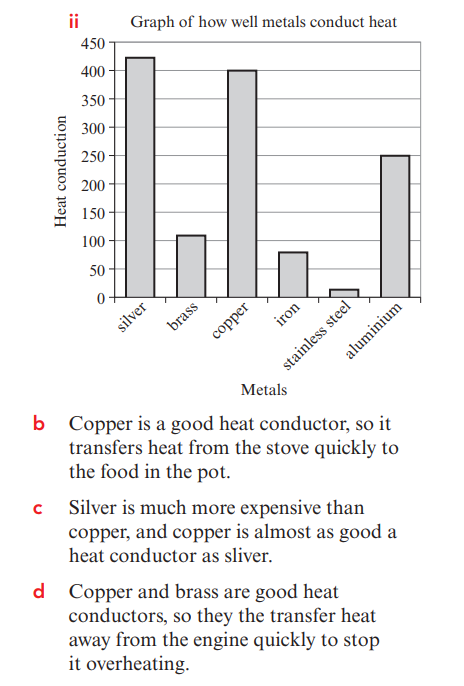 ii Graph of how well metals conduct heat
450
400
350
300
250
200
150
100
50
0
Heat conduction
silver
brass
copper
iron
stainless steel
aluminium
Metals
b Copper is a good heat conductor, so it
transfers heat from the stove quickly to
the food in the pot.
c Silver is much more expensive than
copper, and copper is almost as good a
heat conductor as sliver.
d Copper and brass are good heat
conductors, so they the transfer heat
away from the engine quickly to stop
it overheating.